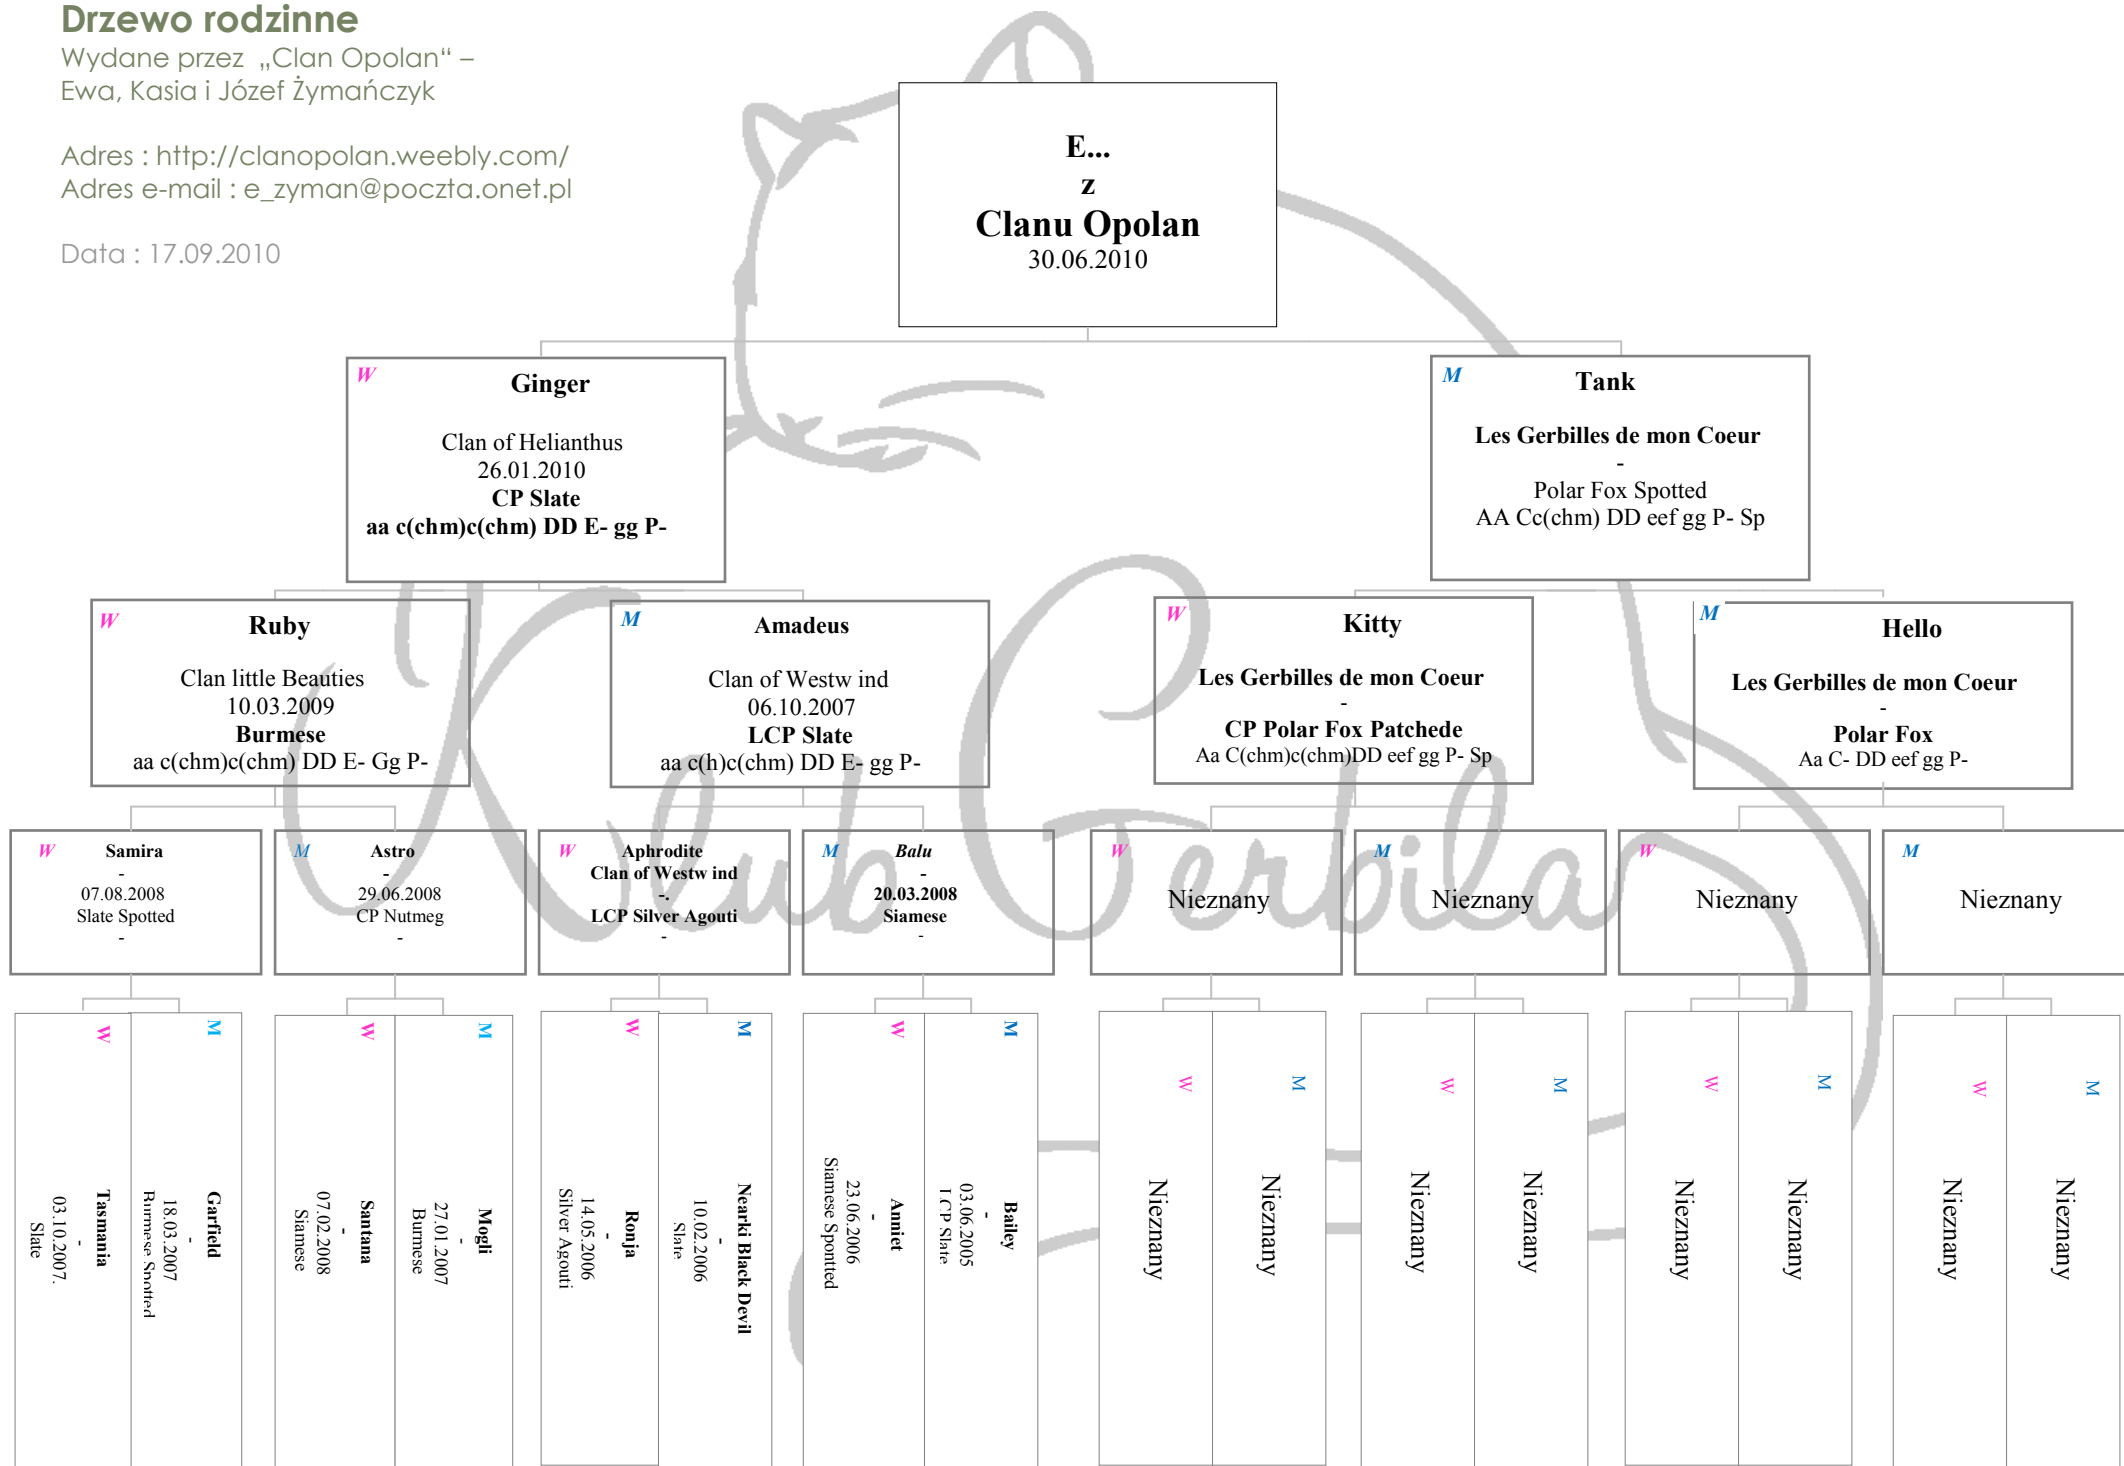 Drzewo rodzinne
Wydane przez „Clan Opolan“ –
Ewa, Kasia i Józef Żymańczyk
Adres : http://clanopolan.weebly.com/
Adres e-mail : e_zyman@poczta.onet.pl
Data : 17.09.2010
E...
z
Clanu Opolan
30.06.2010
W
Ginger
Clan of Helianthus
26.01.2010
CP Slate
aa c(chm)c(chm) DD E- gg P-
M
Tank
Les Gerbilles de mon Coeur
-
Polar Fox Spotted
AA Cc(chm) DD eef gg P- Sp
W
Ruby
Clan little Beauties
10.03.2009
Burmese
aa c(chm)c(chm) DD E- Gg P-
M
Amadeus
Clan of Westw ind
06.10.2007
LCP Slate
aa c(h)c(chm) DD E- gg P-
W
Kitty
Les Gerbilles de mon Coeur
-
CP Polar Fox Patchede
Aa C(chm)c(chm)DD eef gg P- Sp
M
Hello
Les Gerbilles de mon Coeur
-
Polar Fox
Aa C- DD eef gg P-
W
Samira
-
07.08.2008
Slate Spotted
-
M
Astro
-
29.06.2008
CP Nutmeg
-
W
Aphrodite
Clan of Westw ind
-.
LCP Silver Agouti
-
M
Balu
-
20.03.2008
Siamese
-
W
Nieznany
M
Nieznany
W
Nieznany
M
Nieznany
Klub Gerbila
W
Tasmania
-
03.10.2007.
Slate
M
Garfield
-
18.03.2007
Burmese Spotted
W
Santana
-
07.02.2008
Siamese
M
Mogli
-
27.01.2007
Burmese
W
Ronja
-
14.05.2006
Silver Agouti
M
Nearki Black Devil
-
10.02.2006
Slate
W
Anniet
-
23.06.2006
Siamese Spontted
M
Bailey
-
03.06.2005
LCP Slate
W
Nieznany
M
Nieznany
W
Nieznany
M
Nieznany
W
Nieznany
M
Nieznany
W
Nieznany
M
Nieznany